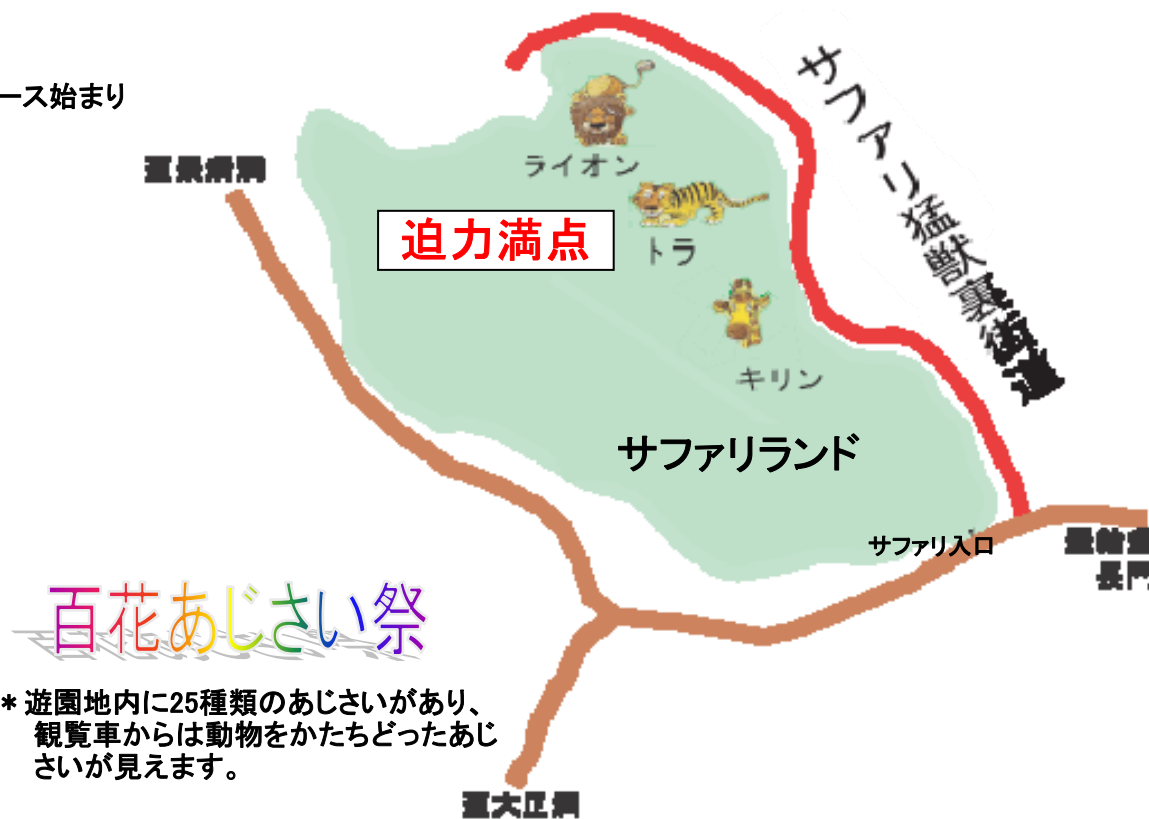 ース始まり
ライオン
迫力満点
トラ
サファリ猛獣裏街道
キリン
サファリランド
サファリ入口
長門
百花あじさい祭
*遊園地内に25種類のあじさいがあり、
観覧車からは動物をかたちどったあじ
さいが見えます。